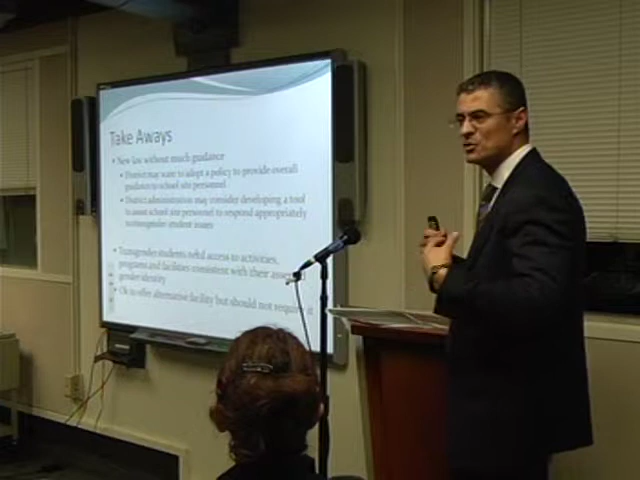 Take Aways
• New law without much guidance
• District may want to adopt a policy to provide overall
guidance to school site personnel
• District administration may consider developing a tool
to assist school site personnel to respond appropriately
to transgender student issues
• Transgender students need access to activities,
programs and facilities consistent with their
gender identity
• Ok to offer alternative facility but should not require it